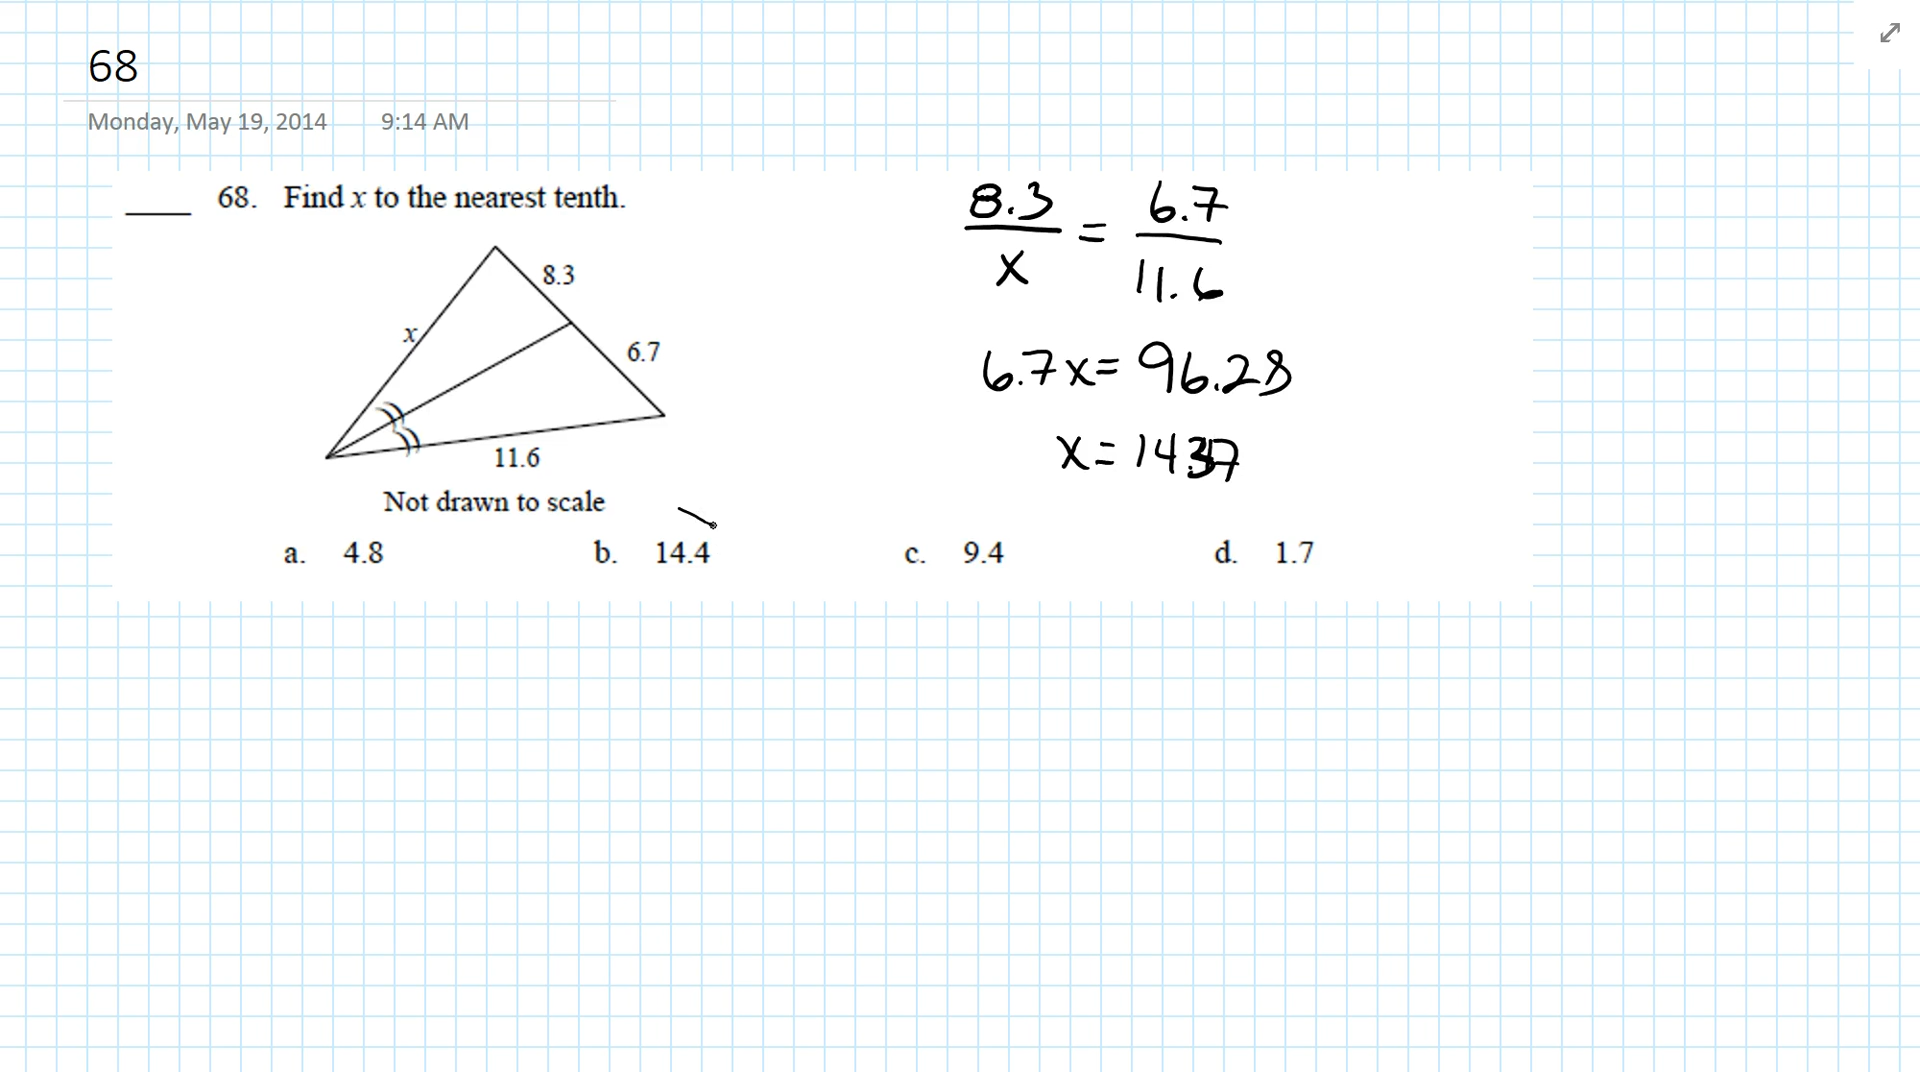 68
Monday, May 19, 2014 9:14 AM
____ 68. Find x to the nearest tenth.
8.3
x
6.7
11.6
Not drawn to scale
a. 4.8 b. 14.4 c. 9.4 d. 1.7
8.3/x = 6.7/11.6
6.7x = 96.28
x = 14.37